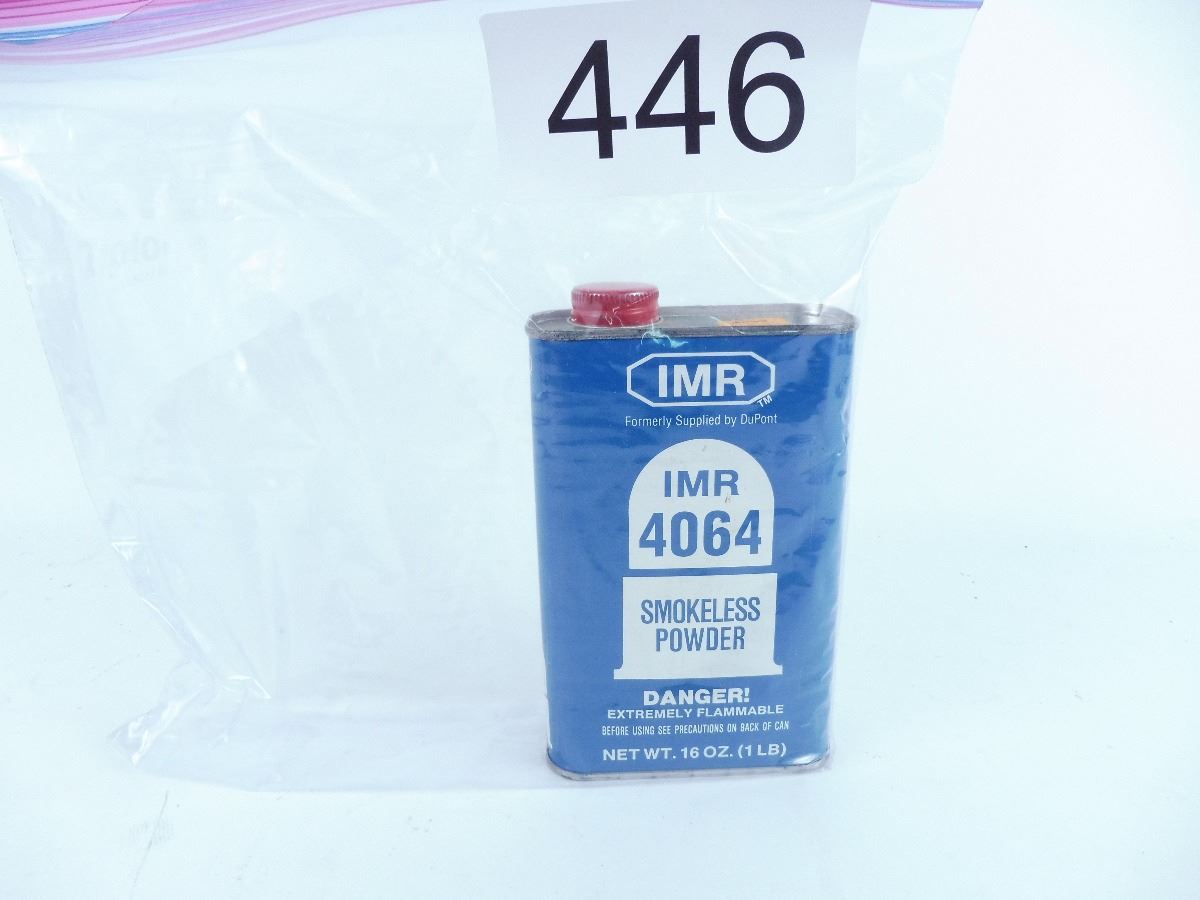 446
IMR
TM
Formerly Supplied by DuPont
IMR
4064
SMOKELESS
POWDER
DANGER!
EXTREMELY FLAMMABLE
BEFORE USING SEE PRECAUTIONS ON BACK OF CAN
NET WT. 16 OZ. (1 LB)